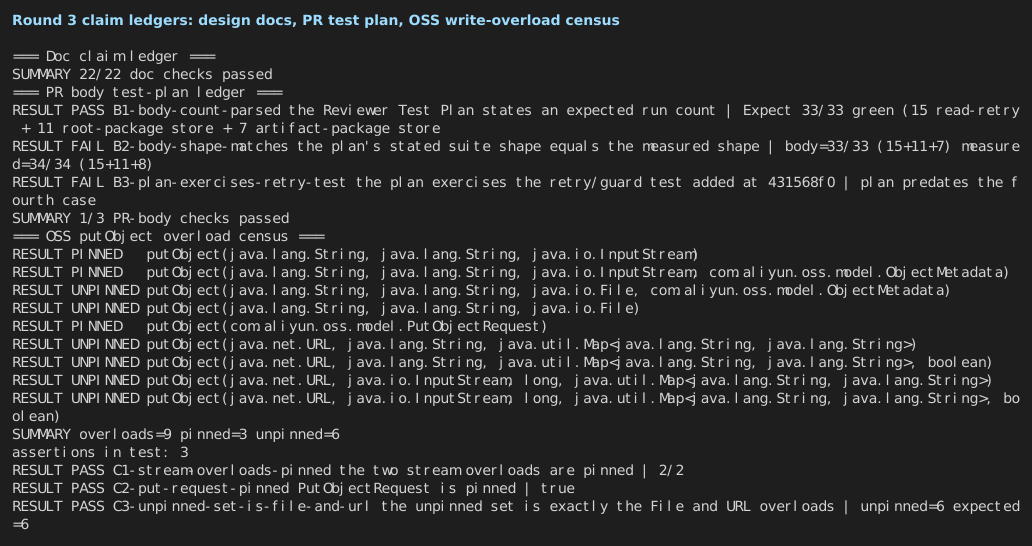 Round 3 claim ledgers: design docs, PR test plan, OSS write-overload census
=== Doc claim ledger ===
SUMMARY 22/22 doc checks passed
=== PR body test-plan ledger ===
RESULT PASS B1-body-count-parsed the Reviewer Test Plan states an expected run count | Expect 33/33 green (15 read-retry
+ 11 root-package store + 7 artifact-package store
RESULT FAIL B2-body-shape-matches the plan's stated suite shape equals the measured shape | body=33/33 (15+11+7) measure
d=34/34 (15+11+8)
RESULT FAIL B3-plan-exercises-retry-test the plan exercises the retry/guard test added at 431568f0 | plan predates the f
ourth case
SUMMARY 1/3 PR-body checks passed
=== OSS putObject overload census ===
RESULT PINNED   putObject(java.lang.String, java.lang.String, java.io.InputStream)
RESULT PINNED   putObject(java.lang.String, java.lang.String, java.io.InputStream, com.aliyun.oss.model.ObjectMetadata)
RESULT UNPINNED putObject(java.lang.String, java.lang.String, java.io.File, com.aliyun.oss.model.ObjectMetadata)
RESULT UNPINNED putObject(java.lang.String, java.lang.String, java.io.File)
RESULT PINNED   putObject(com.aliyun.oss.model.PutObjectRequest)
RESULT UNPINNED putObject(java.net.URL, java.lang.String, java.util.Map<java.lang.String, java.lang.String>)
RESULT UNPINNED putObject(java.net.URL, java.lang.String, java.util.Map<java.lang.String, java.lang.String>, boolean)
RESULT UNPINNED putObject(java.net.URL, java.io.InputStream, long, java.util.Map<java.lang.String, java.lang.String>)
RESULT UNPINNED putObject(java.net.URL, java.io.InputStream, long, java.util.Map<java.lang.String, java.lang.String>, bo
olean)
SUMMARY overloads=9 pinned=3 unpinned=6
assertions in test: 3
RESULT PASS C1-stream-overloads-pinned the two stream overloads are pinned | 2/2
RESULT PASS C2-put-request-pinned PutObjectRequest is pinned | true
RESULT PASS C3-unpinned-set-is-file-and-url the unpinned set is exactly the File and URL overloads | unpinned=6 expected
=6